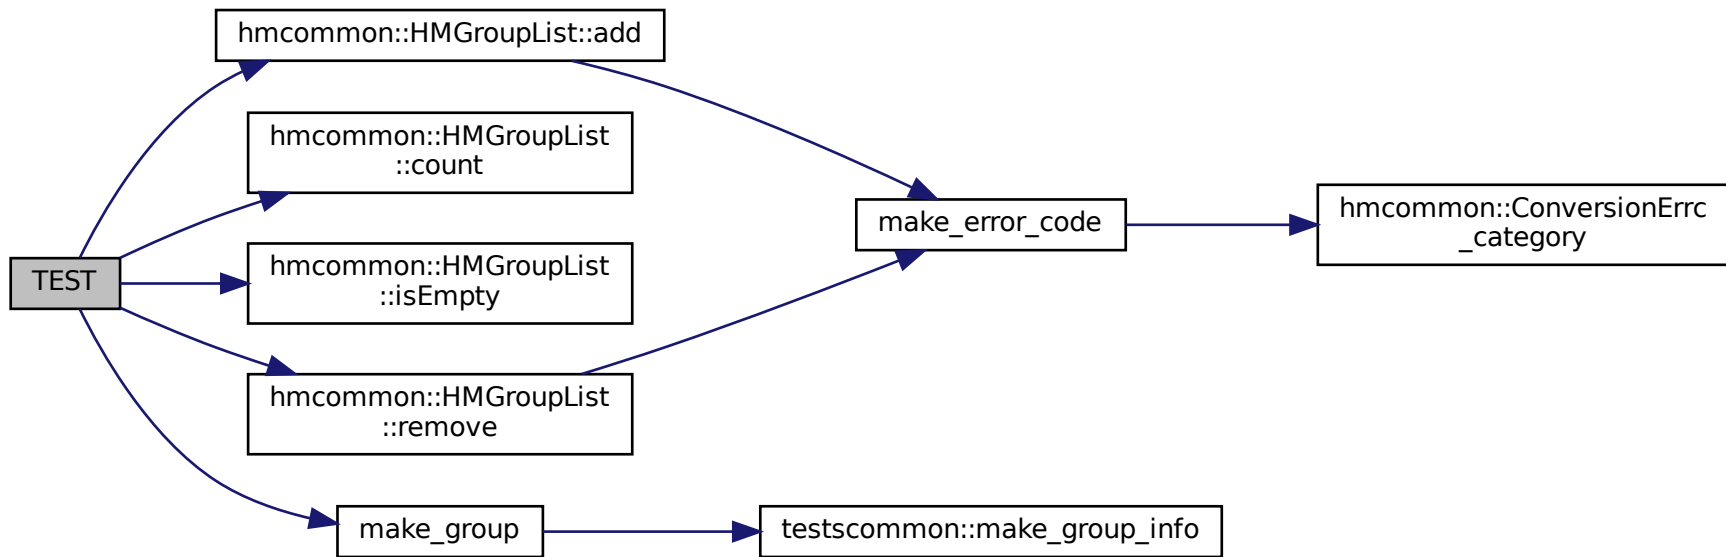 hmcommon::HMGroupList::add
hmcommon::HMGroupList
::count
make_error_code
hmcommon::ConversionErrc
_category
TEST
hmcommon::HMGroupList
::isEmpty
hmcommon::HMGroupList
::remove
make_group
testscommon::make_group_info